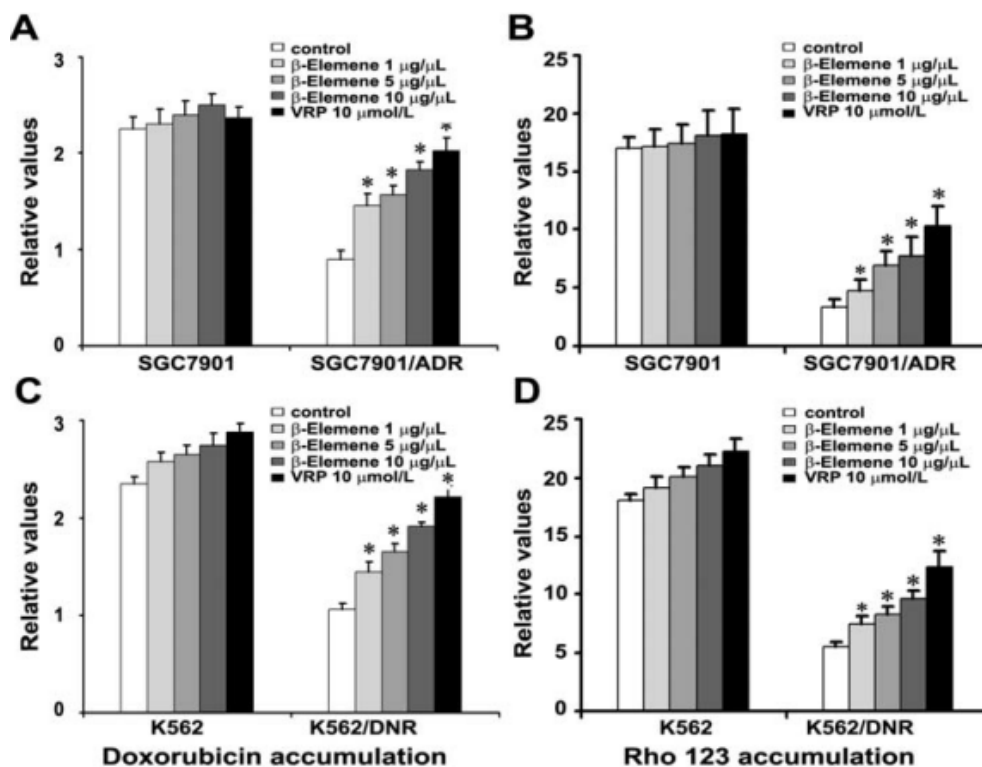 A
Relative values
3
2
1
0
control
β-Elemene 1 µg/µL
β-Elemene 5 µg/µL
β-Elemene 10 µg/µL
VRP 10 µmol/L
*
*
*
*
SGC7901 SGC7901/ADR
B
Relative values
25
20
15
10
5
0
control
β-Elemene 1 µg/µL
β-Elemene 5 µg/µL
β-Elemene 10 µg/µL
VRP 10 µmol/L
*
*
*
*
SGC7901 SGC7901/ADR
C
Relative values
3
2
1
0
control
β-Elemene 1 µg/µL
β-Elemene 5 µg/µL
β-Elemene 10 µg/µL
VRP 10 µmol/L
*
*
*
*
K562 K562/DNR
Doxorubicin accumulation
D
Relative values
25
20
15
10
5
0
control
β-Elemene 1 µg/µL
β-Elemene 5 µg/µL
β-Elemene 10 µg/µL
VRP 10 µmol/L
*
*
*
*
K562 K562/DNR
Rho 123 accumulation